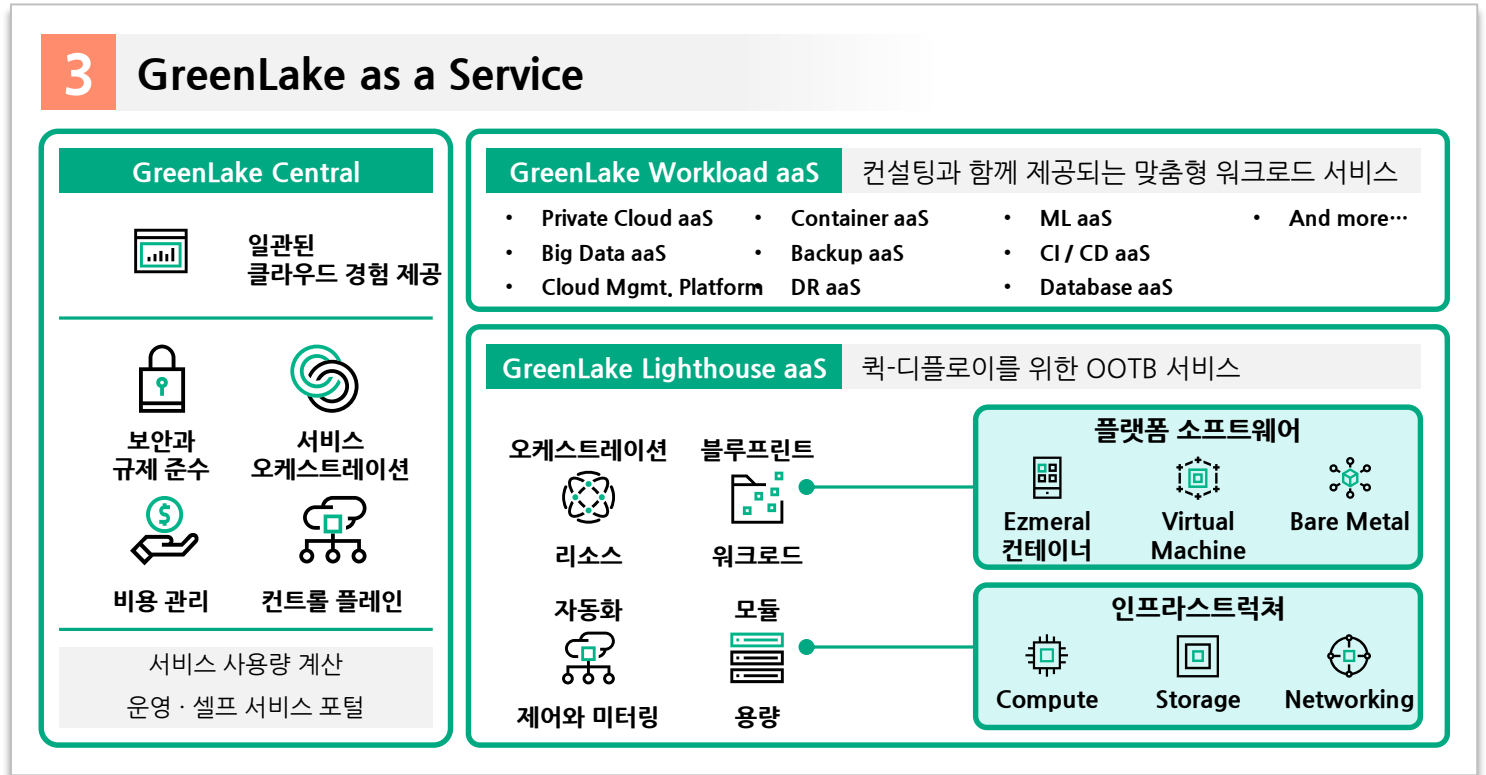 3 GreenLake as a Service
GreenLake Central
일관된
클라우드 경험 제공
보안과
규제 준수
서비스
오케스트레이션
비용 관리
컨트롤 플레인
서비스 사용량 계산
운영 · 셀프 서비스 포털
GreenLake Workload aaS
컨설팅과 함께 제공되는 맞춤형 워크로드 서비스
• Private Cloud aaS
• Big Data aaS
• Cloud Mgmt. Platform
• Container aaS
• Backup aaS
• DR aaS
• ML aaS
• CI / CD aaS
• Database aaS
• And more…
GreenLake Lighthouse aaS
퀵-디플로이를 위한 OOTB 서비스
오케스트레이션
리소스
블루프린트
워크로드
자동화
제어와 미터링
모듈
용량
플랫폼 소프트웨어
Ezmeral
컨테이너
Virtual
Machine
Bare Metal
인프라스트럭쳐
Compute
Storage
Networking